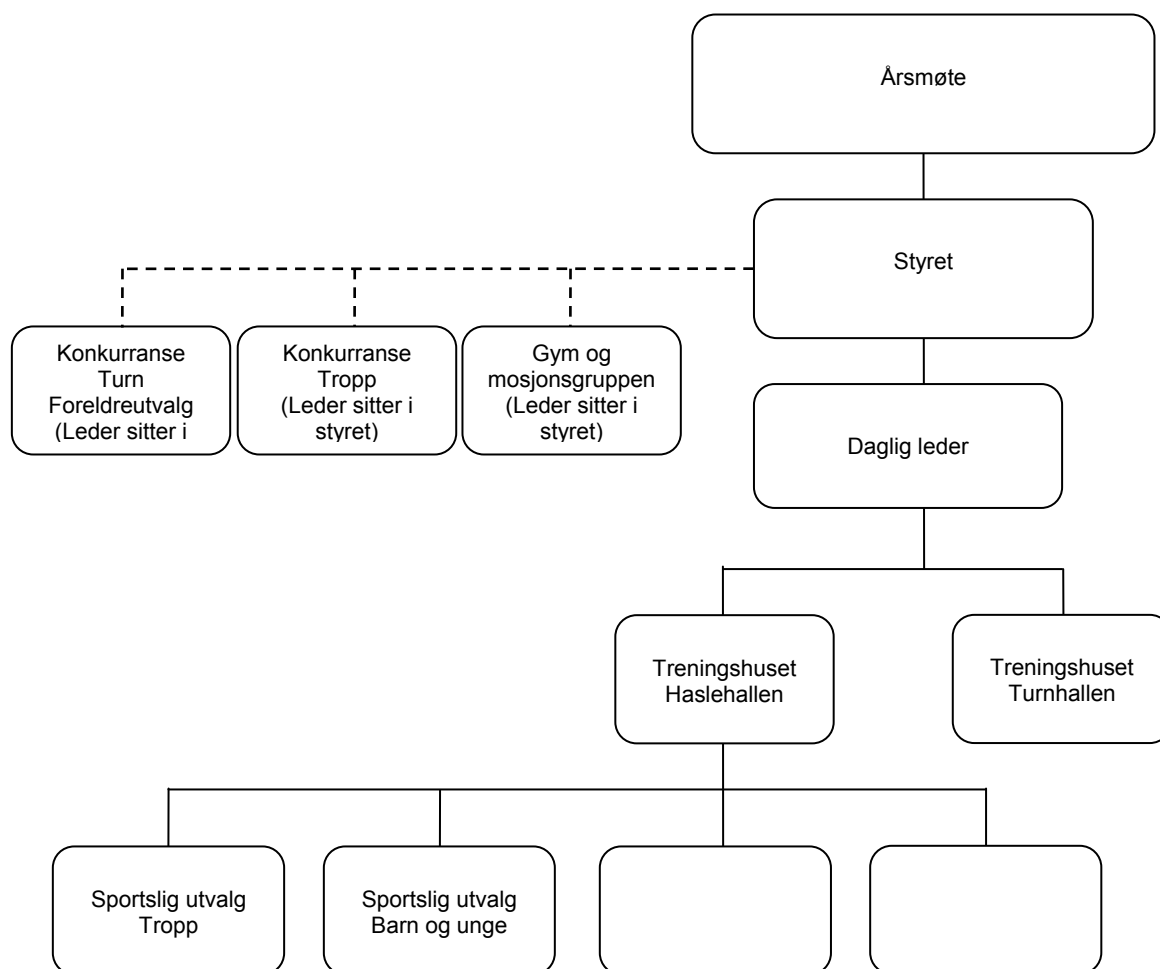 Årsmøte
Styret
Konkurranse
Turn
Foreldreutvalg
(Leder sitter i
Konkurranse
Tropp
(Leder sitter i
styret)
Gym og
mosjonsgruppen
(Leder sitter i
styret)
Daglig leder
Treningshuset
Haslehallen
Treningshuset
Turnhallen
Sportslig utvalg
Tropp
Sportslig utvalg
Barn og unge